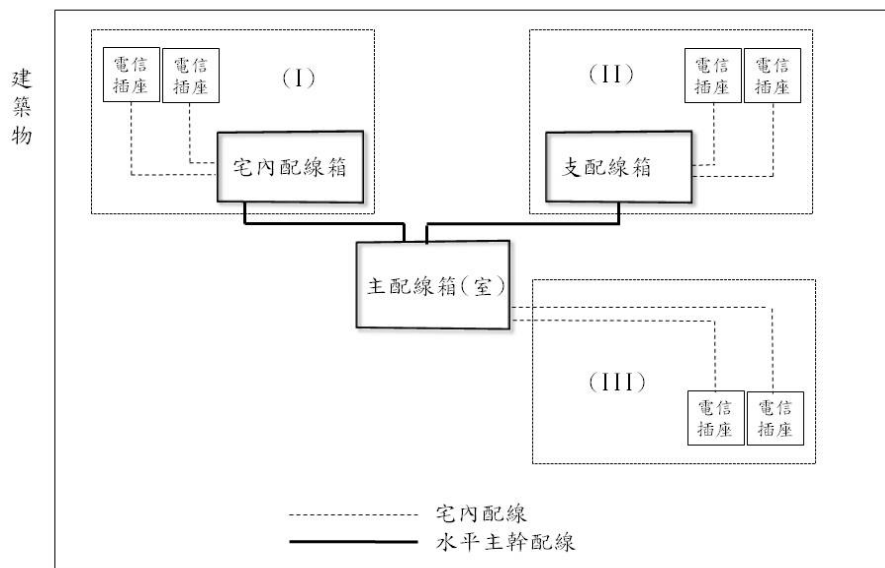 建築物
電信
插座
電信
插座
(I)
宅內配線箱
(II)
電信
插座
電信
插座
支配線箱
主配線箱(室)
(III)
電信
插座
電信
插座
宅內配線
水平主幹配線